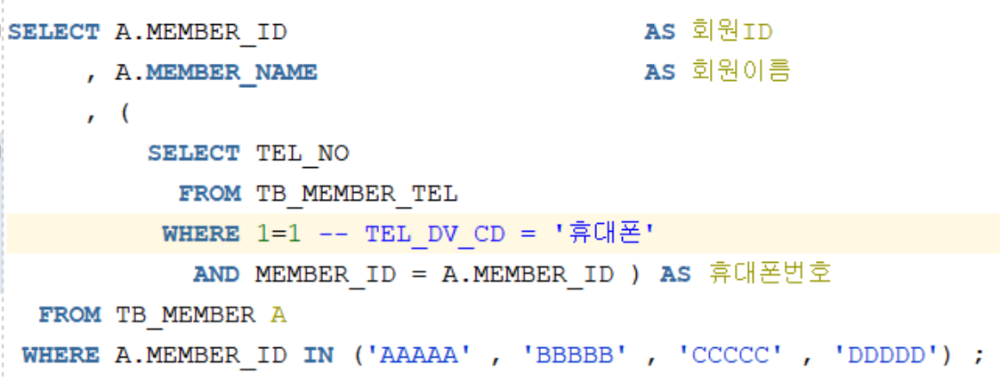 SELECT A.MEMBER_ID AS 회원ID
, A.MEMBER_NAME AS 회원이름
, (
SELECT TEL_NO
FROM TB_MEMBER_TEL
WHERE 1=1 -- TEL_DV_CD = '휴대폰'
AND MEMBER_ID = A.MEMBER_ID ) AS 휴대폰번호
FROM TB_MEMBER A
WHERE A.MEMBER_ID IN ('AAAAA' , 'BBBBB' , 'CCCCC' , 'DDDDD') ;